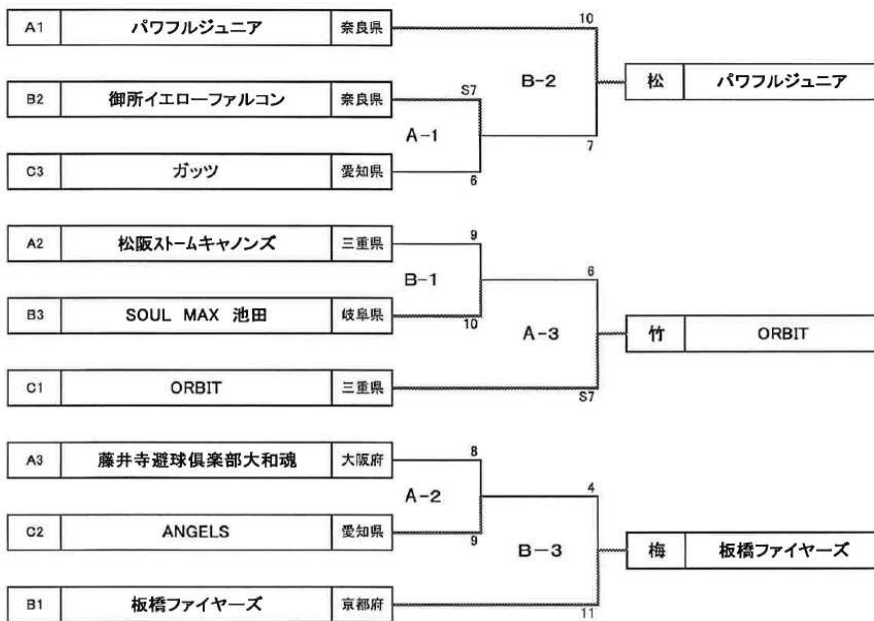 A1 パワフルジュニア 奈良県 10
B-2 松 パワフルジュニア
B2 御所イエローファルコン 奈良県 S7
A-1 7
C3 ガッツ 愛知県 6
A2 松阪ストームキャノンズ 三重県 9
B-1 6
B3 SOUL MAX 池田 岐阜県 10
A-3 竹 ORBIT
C1 ORBIT 三重県 S7
A3 藤井寺避球倶楽部大和魂 大阪府 8
A-2 4
C2 ANGELS 愛知県 9
B-3 梅 板橋ファイヤーズ
B1 板橋ファイヤーズ 京都府 11